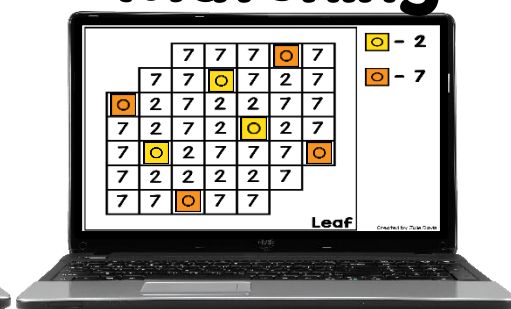 7 7 7 O 7
7 7 O 7 2 7
O 2 7 2 2 7 7
7 2 7 2 O 2 7
7 O 2 7 7 7 O
7 2 2 2 2 7
7 7 O 7 7
Leaf
O - 2
O - 7
Created by Julie Davis